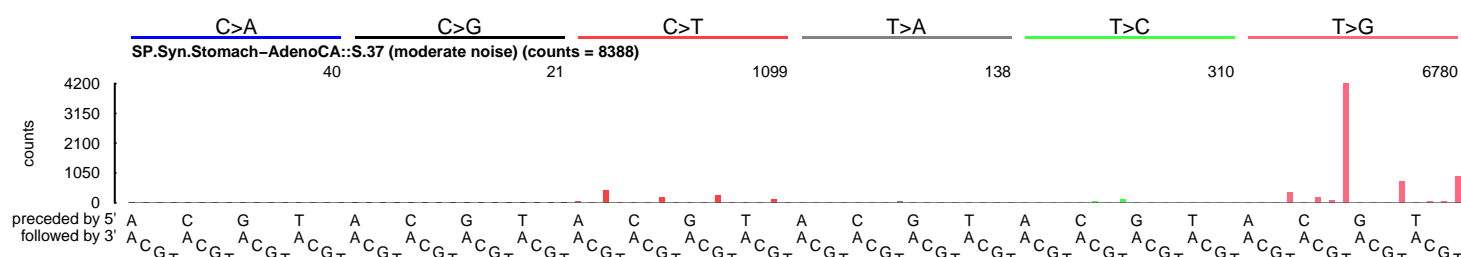 C>A C>G C>T T>A T>C T>G
SP.Syn.Stomach−AdenoCA::S.37 (moderate noise) (counts = 8388)
40 21 1099 138 310 6780
4200
3150
2100
1050
0
counts
preceded by 5' A C G T A C G T A C G T A C G T A C G T A C G T
followed by 3' A C G T A C G T A C G T A C G T A C G T A C G T A C G T A C G T A C G T A C G T A C G T A C G T A C G T A C G T A C G T A C G T A C G T A C G T A C G T A C G T A C G T A C G T A C G T A C G T